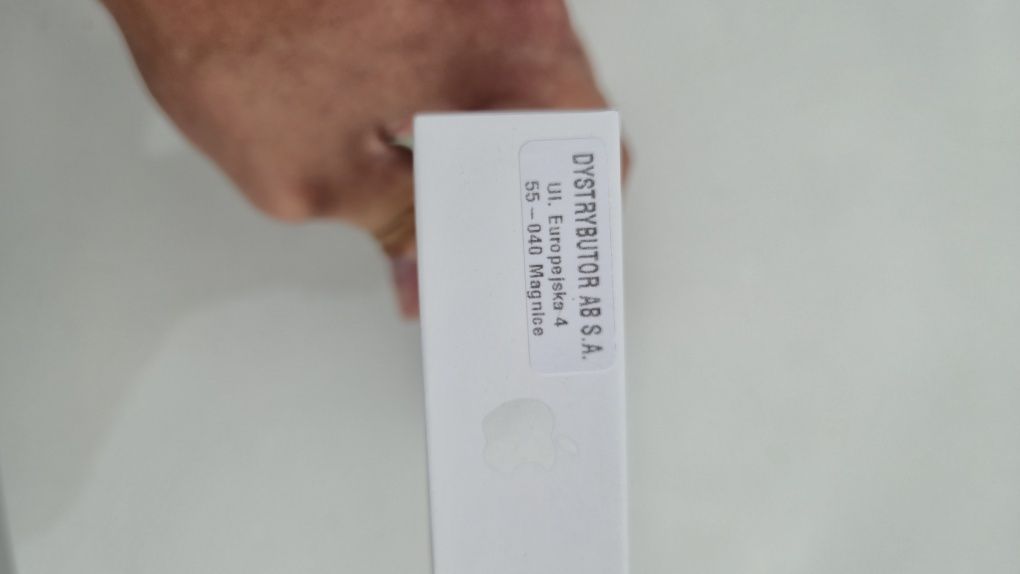 DYSTRYBUTOR AB S.A.
Ul. Europejska 4
55-040 Magnice